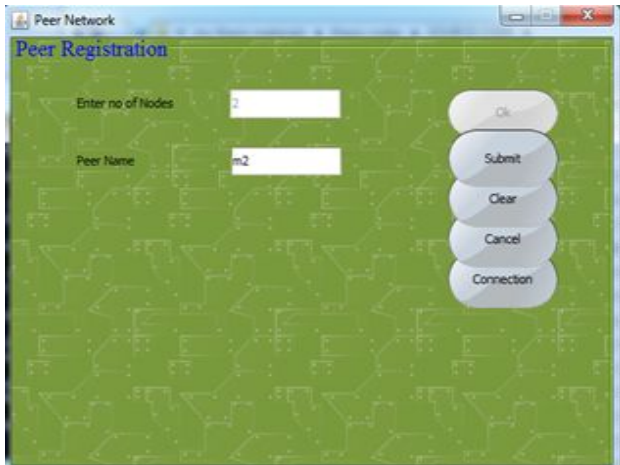 Peer Network
Peer Registration
Enter no of Nodes 2
Ok
Peer Name m2
Submit
Clear
Cancel
Connection